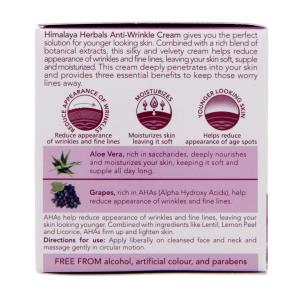 Himalaya Herbals Anti-Wrinkle Cream gives you the perfect
solution for younger looking skin. Combined with a rich blend of
botanical extracts, this silky and velvety cream helps reduce
appearance of wrinkles and fine lines, leaving your skin soft, supple
and moisturized. This cream deeply penetrates into your skin and
provides three essential benefits to keep those worry
lines away.
REDUCE APPEARANCE OF WRINKLES
MOISTURIZES
YOUNGER LOOKING SKIN
Reduce appearance
of wrinkles and fine lines
Moisturizes skin
leaving it soft
Helps reduce
appearance of age spots
Aloe Vera, rich in saccharides, deeply nourishes
and moisturizes your skin, keeping it soft and
supple all day long.
Grapes, rich in AHAs (Alpha Hydroxy Acids), help
reduce appearance of wrinkles and fine lines.
AHAs help reduce appearance of wrinkles and fine lines, leaving your
skin looking younger. Combined with ingredients like Lentil, Lemon Peel
and Licorice, AHAs firm up and lighten skin.
Directions for use: Apply liberally on cleansed face and neck and
massage gently in circular motion.
FREE FROM alcohol, artificial colour, and parabens